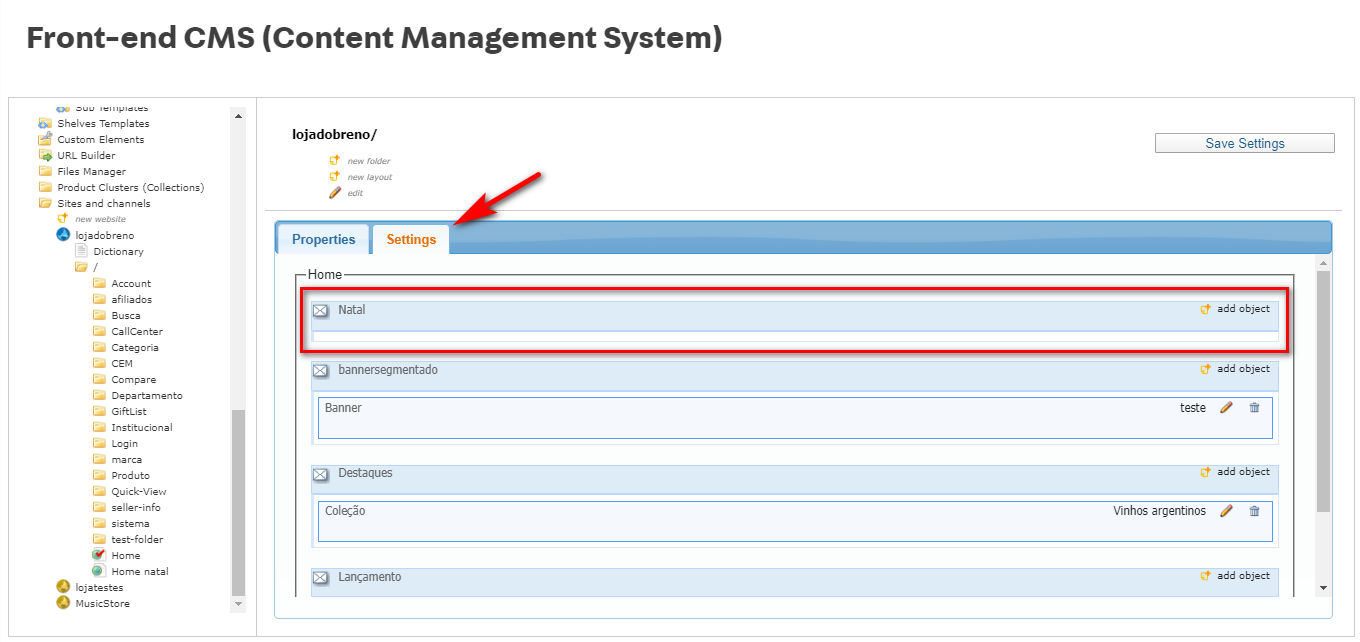 Front-end CMS (Content Management System)
Sub Templates
Shelves Templates
Custom Elements
URL Builder
Files Manager
Product Clusters (Collections)
Sites and channels
new website
lojadobreno
Dictionary
/
Account
afiliados
Busca
CallCenter
Categoria
CEM
Compare
Departamento
GiftList
Institucional
Login
marca
Produto
Quick-View
seller-info
sistema
test-folder
Home
Home natal
lojatestes
MusicStore
lojadobreno/
new folder
new layout
edit
Save Settings
Properties Settings
Home
Natal add object
bannersegmentado add object
Banner teste
Destaques add object
Coleção Vinhos argentinos
Lançamento add object